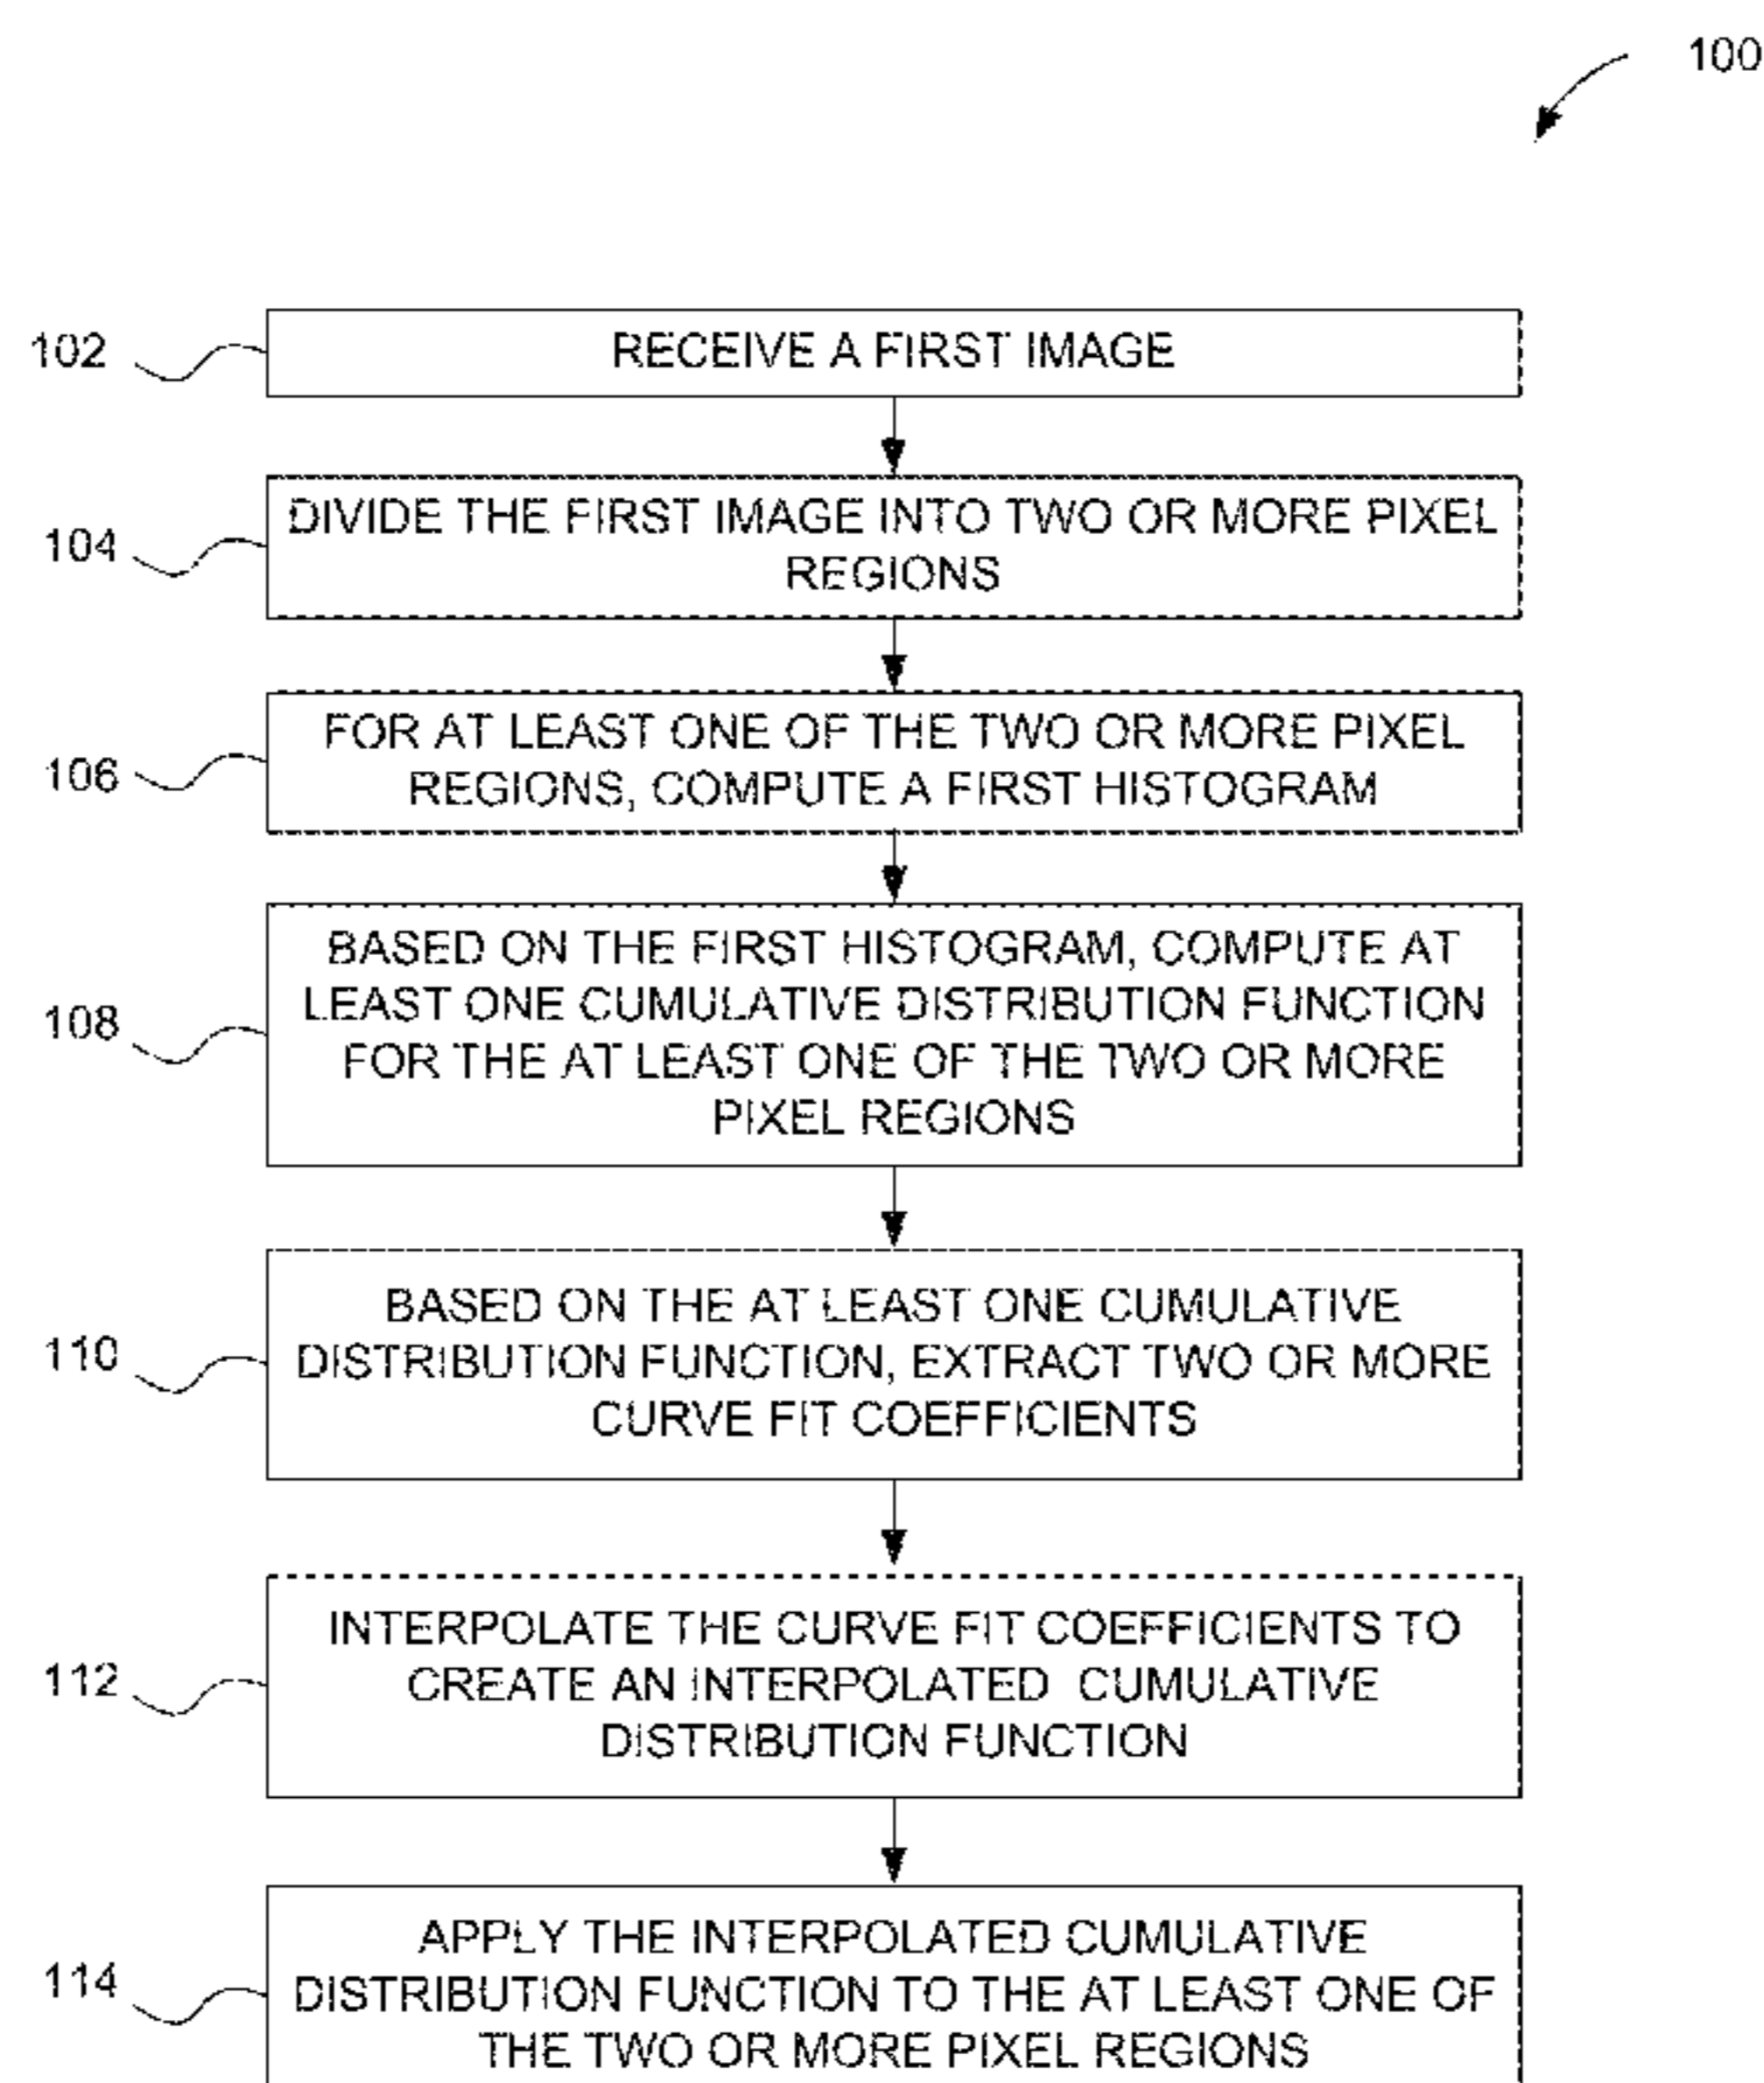 100
102
RECEIVE A FIRST IMAGE
104
DIVIDE THE FIRST IMAGE INTO TWO OR MORE PIXEL
REGIONS
106
FOR AT LEAST ONE OF THE TWO OR MORE PIXEL
REGIONS, COMPUTE A FIRST HISTOGRAM
108
BASED ON THE FIRST HISTOGRAM, COMPUTE AT
LEAST ONE CUMULATIVE DISTRIBUTION FUNCTION
FOR THE AT LEAST ONE OF THE TWO OR MORE
PIXEL REGIONS
110
BASED ON THE AT LEAST ONE CUMULATIVE
DISTRIBUTION FUNCTION, EXTRACT TWO OR MORE
CURVE FIT COEFFICIENTS
112
INTERPOLATE THE CURVE FIT COEFFICIENTS TO
CREATE AN INTERPOLATED CUMULATIVE
DISTRIBUTION FUNCTION
114
APPLY THE INTERPOLATED CUMULATIVE
DISTRIBUTION FUNCTION TO THE AT LEAST ONE OF
THE TWO OR MORE PIXEL REGIONS